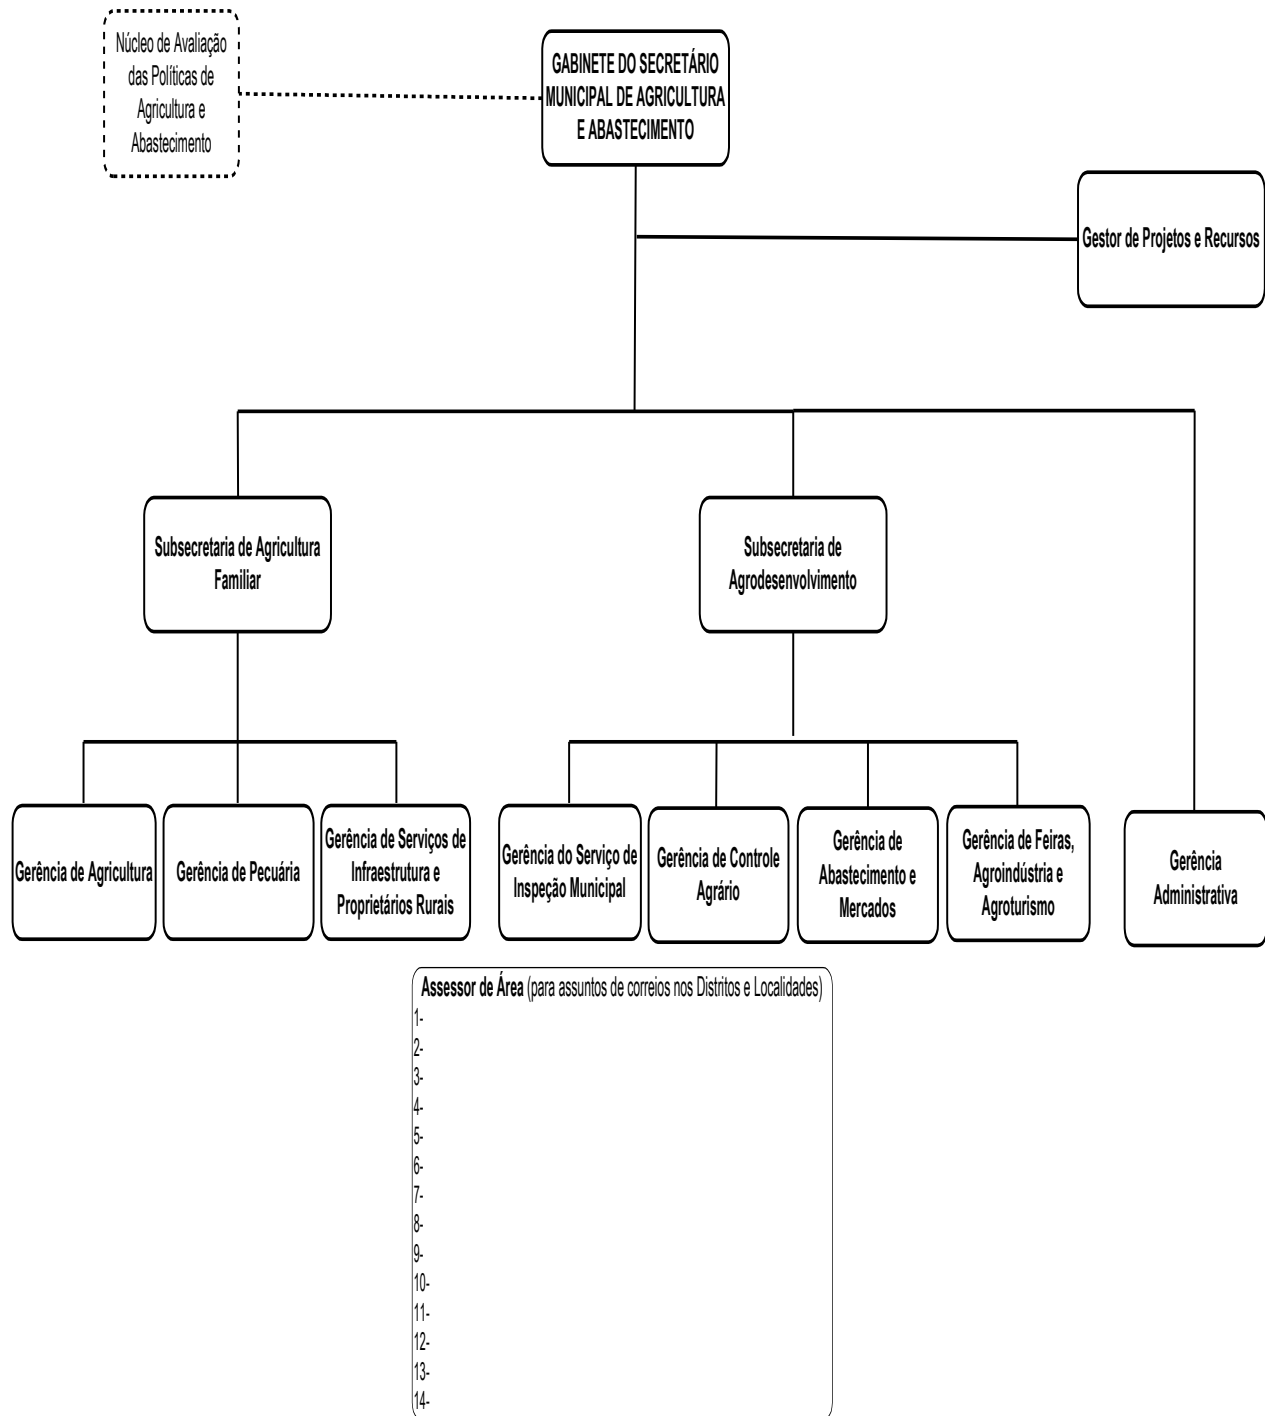 Núcleo de Avaliação
das Políticas de
Agricultura e
Abastecimento
GABINETE DO SECRETÁRIO
MUNICIPAL DE AGRICULTURA
E ABASTECIMENTO
Gestor de Projetos e Recursos
Subsecretaria de Agricultura
Familiar
Subsecretaria de
Agrodesenvolvimento
Gerência de Agricultura
Gerência de Pecuária
Gerência de Serviços de
Infraestrutura e
Proprietários Rurais
Gerência do Serviço de
Inspeção Municipal
Gerência de Controle
Agrário
Gerência de
Abastecimento e
Mercados
Gerência de Feiras,
Agroindústria e
Agroturismo
Gerência
Administrativa
Assessor de Área (para assuntos de correios nos Distritos e Localidades)
1-
2-
3-
4-
5-
6-
7-
8-
9-
10-
11-
12-
13-
14-